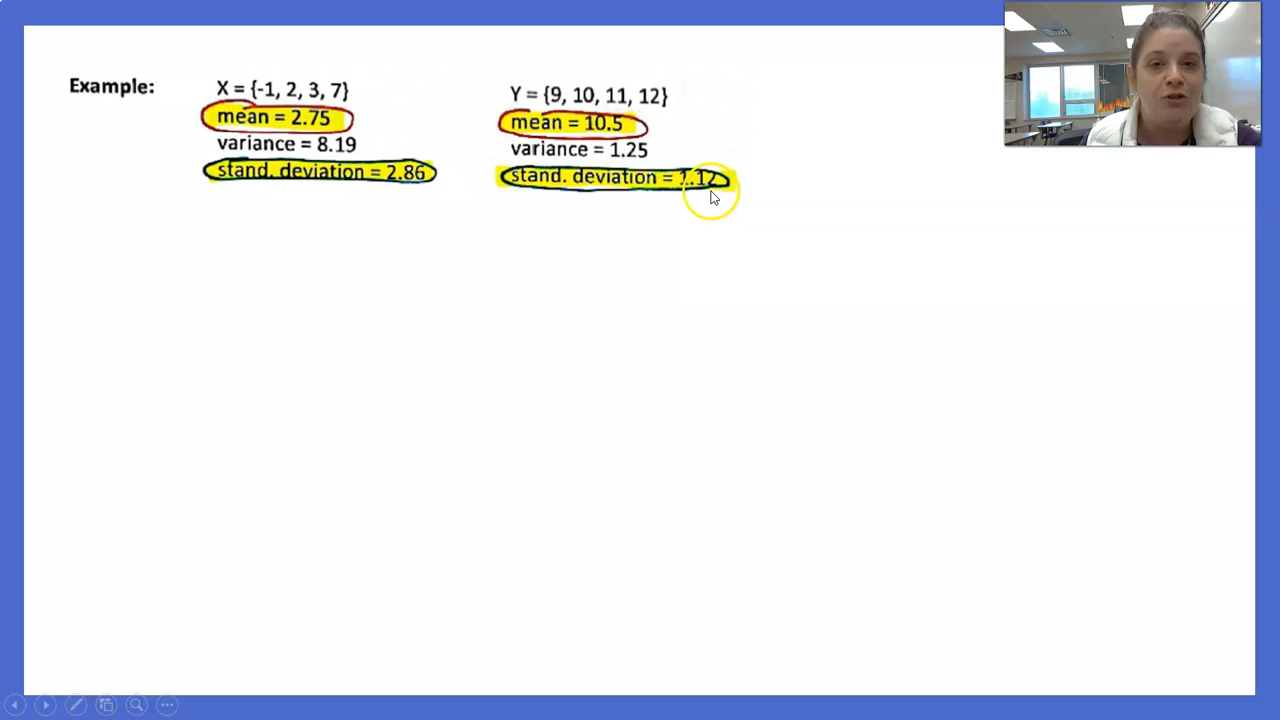 Example:
X = {-1, 2, 3, 7}
mean = 2.75
variance = 8.19
stand. deviation = 2.86
Y = {9, 10, 11, 12}
mean = 10.5
variance = 1.25
stand. deviation = 1.12